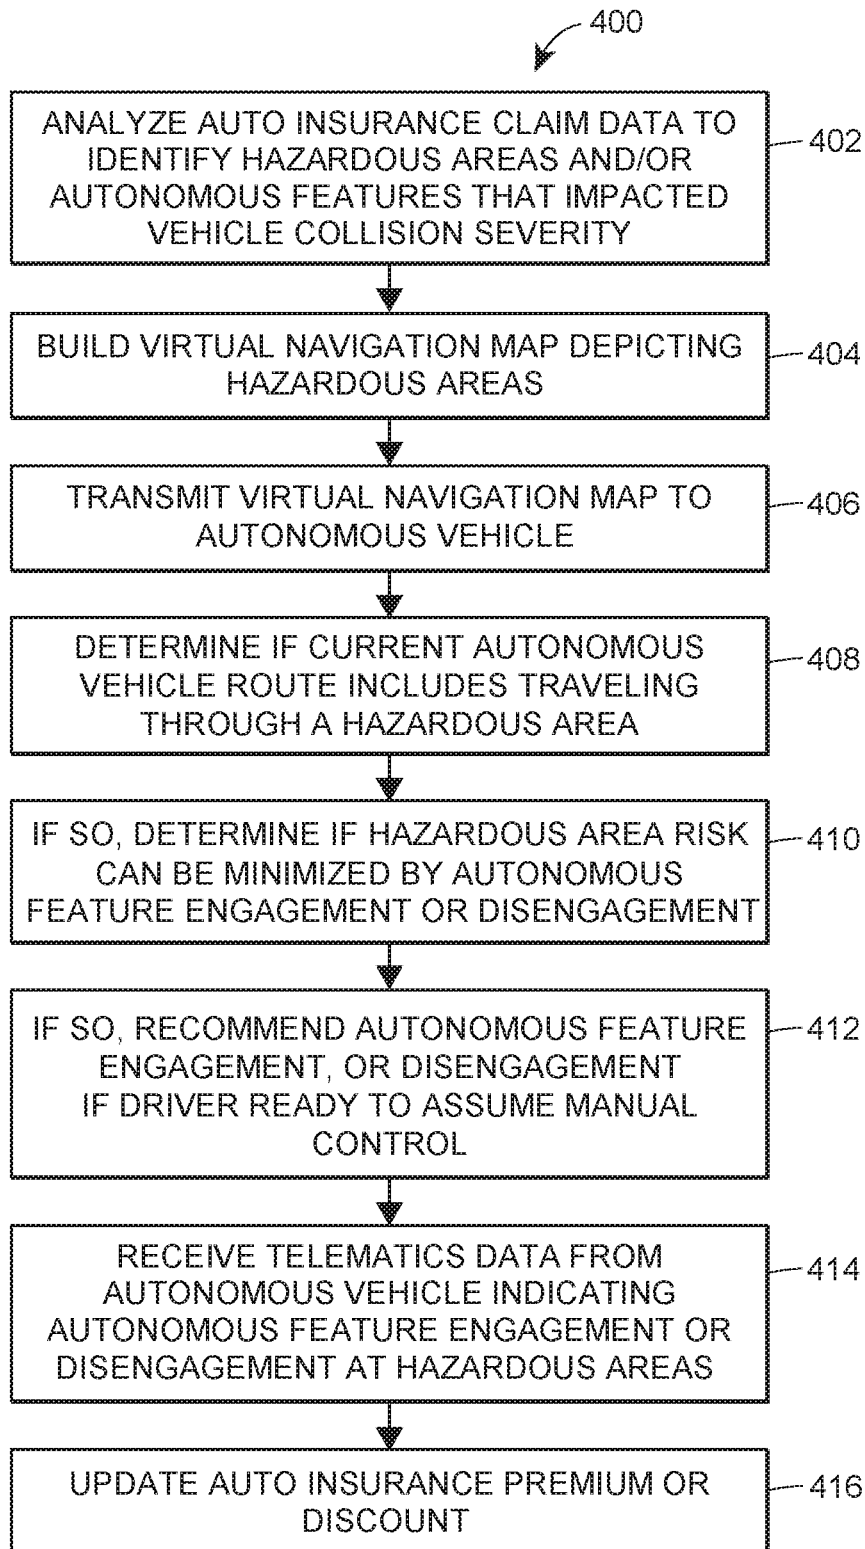 400
ANALYZE AUTO INSURANCE CLAIM DATA TO
IDENTIFY HAZARDOUS AREAS AND/OR
AUTONOMOUS FEATURES THAT IMPACTED
VEHICLE COLLISION SEVERITY
402
BUILD VIRTUAL NAVIGATION MAP DEPICTING
HAZARDOUS AREAS
404
TRANSMIT VIRTUAL NAVIGATION MAP TO
AUTONOMOUS VEHICLE
406
DETERMINE IF CURRENT AUTONOMOUS
VEHICLE ROUTE INCLUDES TRAVELING
THROUGH A HAZARDOUS AREA
408
IF SO, DETERMINE IF HAZARDOUS AREA RISK
CAN BE MINIMIZED BY AUTONOMOUS
FEATURE ENGAGEMENT OR DISENGAGEMENT
410
IF SO, RECOMMEND AUTONOMOUS FEATURE
ENGAGEMENT, OR DISENGAGEMENT
IF DRIVER READY TO ASSUME MANUAL
CONTROL
412
RECEIVE TELEMATICS DATA FROM
AUTONOMOUS VEHICLE INDICATING
AUTONOMOUS FEATURE ENGAGEMENT OR
DISENGAGEMENT AT HAZARDOUS AREAS
414
UPDATE AUTO INSURANCE PREMIUM OR
DISCOUNT
416